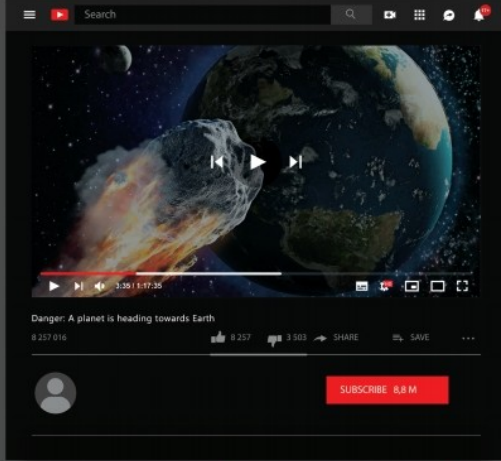 Search
3:35 / 1:17:35
Danger: A planet is heading towards Earth
8 257 016
8 257
3 503
SHARE
SAVE
SUBSCRIBE 8,8 M